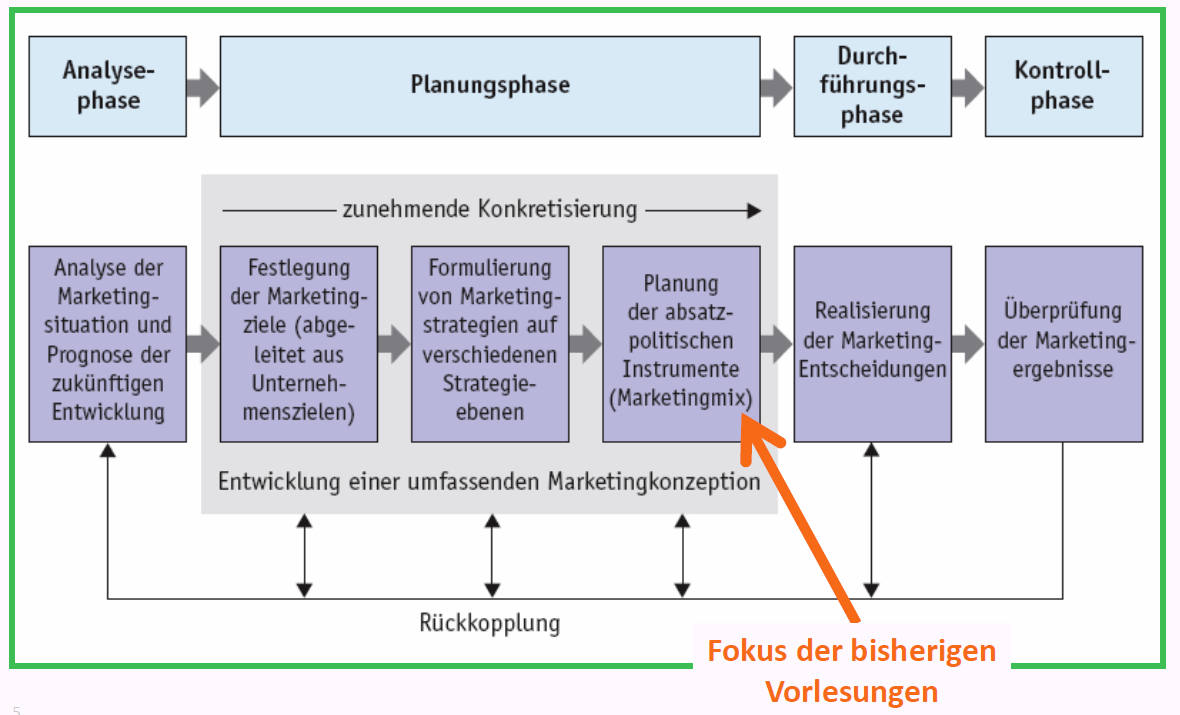 Analyse-
phase
Planungsphase
Durch-
führungs-
phase
Kontroll-
phase
zunehmende Konkretisierung
Analyse der
Marketing-
situation und
Prognose der
zukünftigen
Entwicklung
Festlegung
der Marketing-
ziele (abge-
leitet aus
Unterneh-
menszielen)
Formulierung
von Marketing-
strategien auf
verschiedenen
Strategie-
ebenen
Planung
der absatz-
politischen
Instrumente
(Marketingmix)
Realisierung
der Marketing-
Entscheidungen
Überprüfung
der Marketing-
ergebnisse
Entwicklung einer umfassenden Marketingkonzeption
Rückkopplung
Fokus der bisherigen
Vorlesungen
5